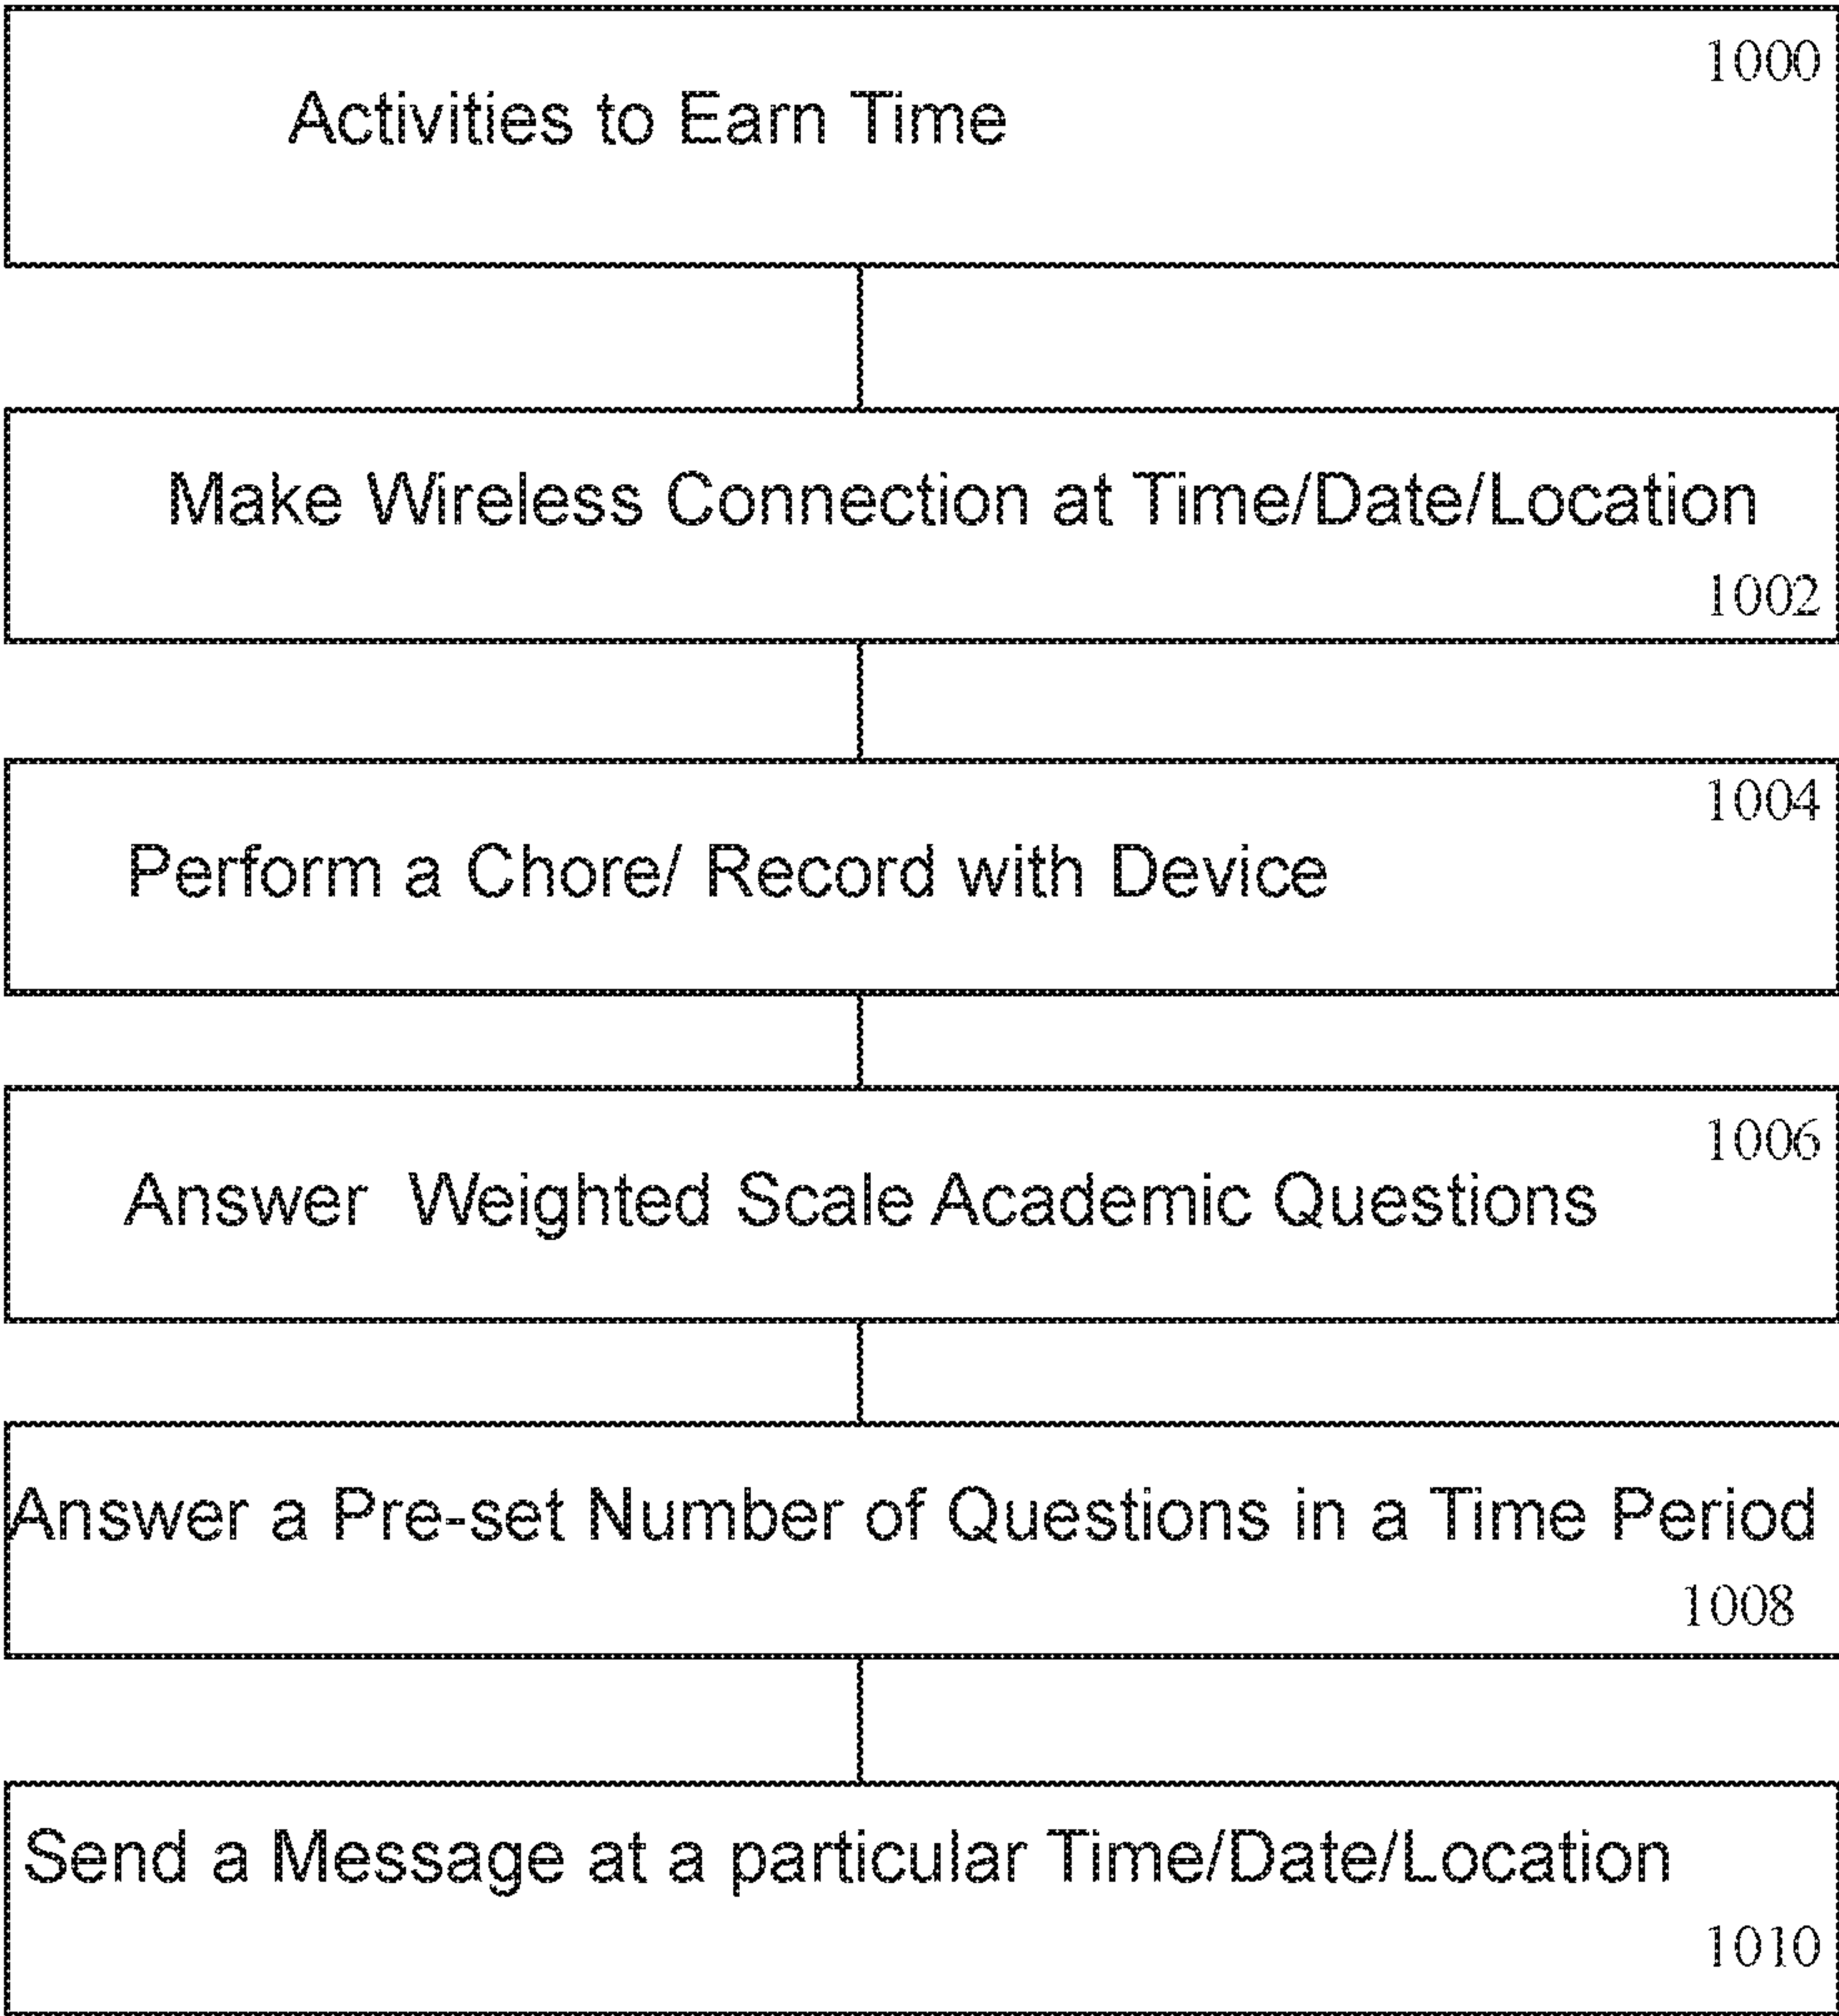 1000
Activities to Earn Time
Make Wireless Connection at Time/Date/Location
1002
1004
Perform a Chore/ Record with Device
1006
Answer Weighted Scale Academic Questions
Answer a Pre-set Number of Questions in a Time Period
1008
Send a Message at a particular Time/Date/Location
1010